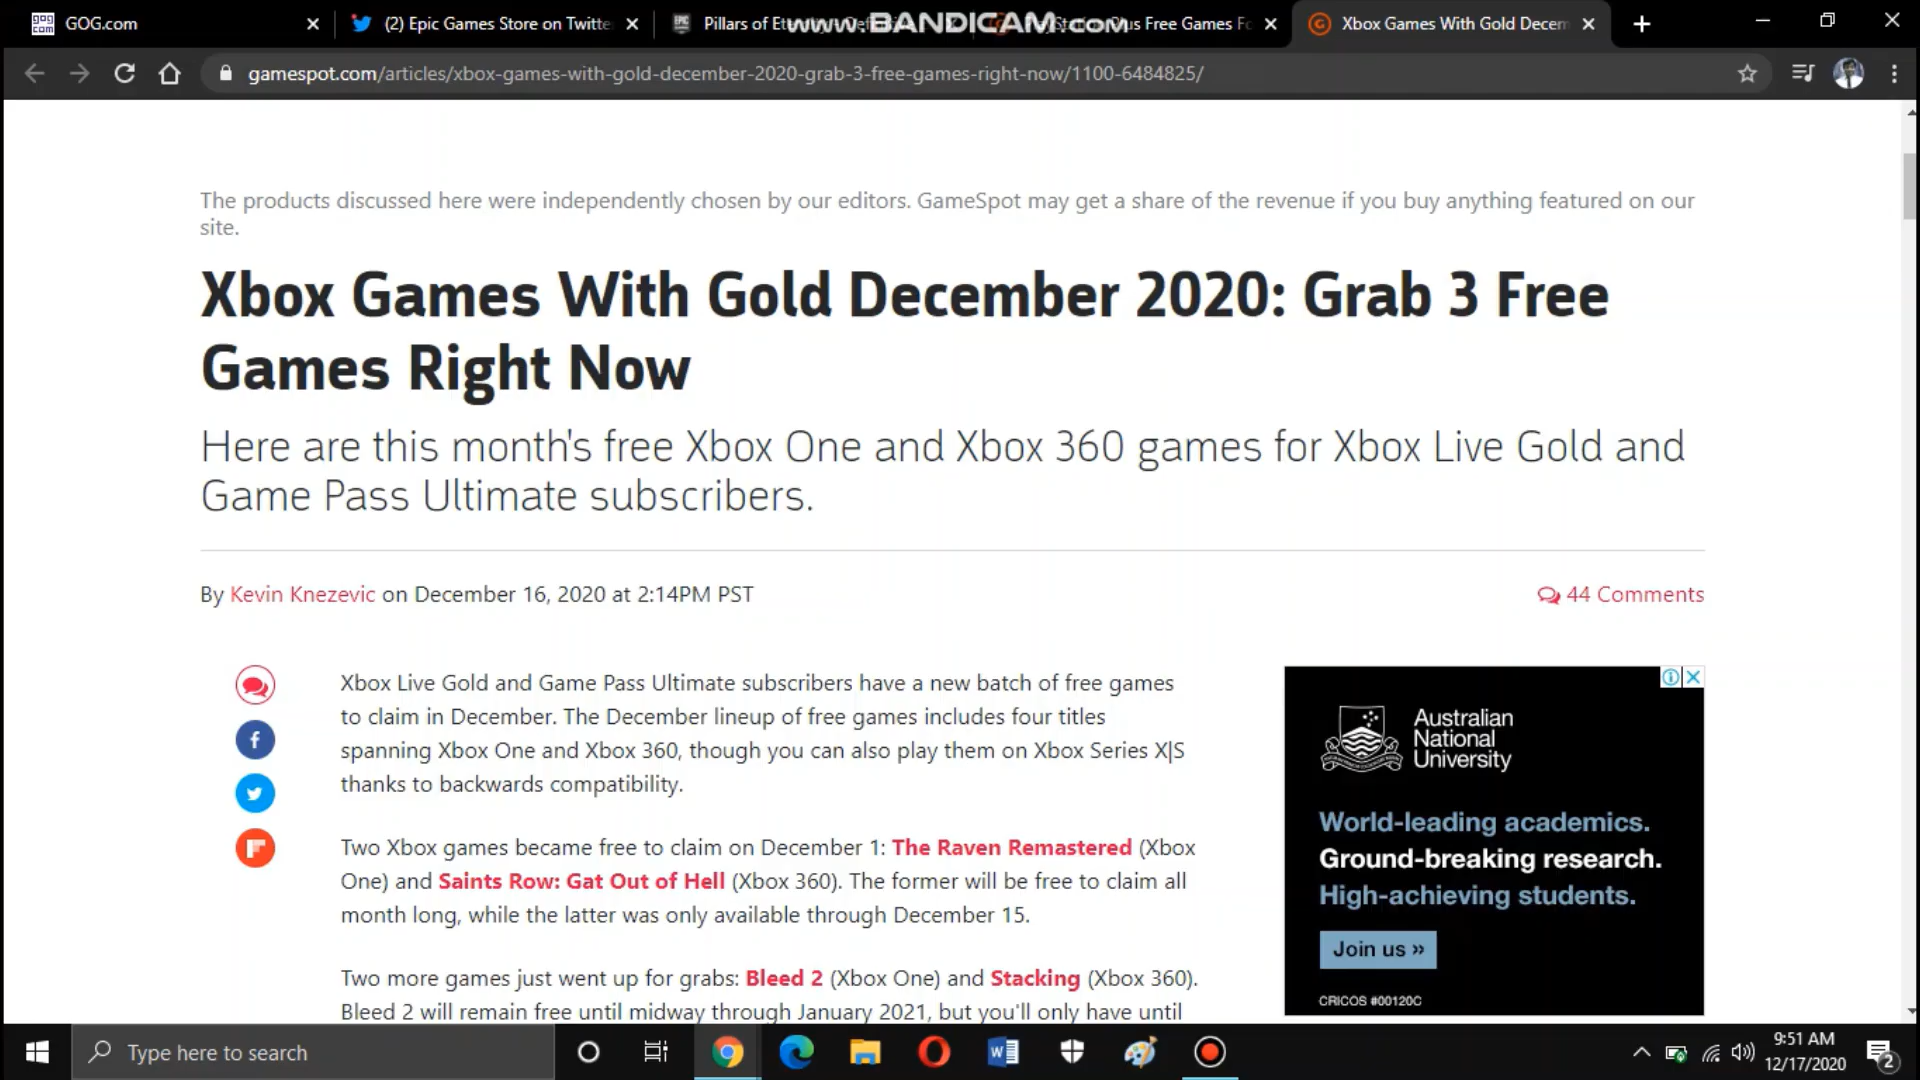 GOG.com
(2) Epic Games Store on Twitte
Pillars of Ete
www.BANDICAM.com
us Free Games Fo
Xbox Games With Gold Decem
gamespot.com/articles/xbox-games-with-gold-december-2020-grab-3-free-games-right-now/1100-6484825/
The products discussed here were independently chosen by our editors. GameSpot may get a share of the revenue if you buy anything featured on our
site.
Xbox Games With Gold December 2020: Grab 3 Free
Games Right Now
Here are this month's free Xbox One and Xbox 360 games for Xbox Live Gold and
Game Pass Ultimate subscribers.
By Kevin Knezevic on December 16, 2020 at 2:14PM PST
44 Comments
Xbox Live Gold and Game Pass Ultimate subscribers have a new batch of free games
to claim in December. The December lineup of free games includes four titles
spanning Xbox One and Xbox 360, though you can also play them on Xbox Series X|S
thanks to backwards compatibility.
Two Xbox games became free to claim on December 1: The Raven Remastered (Xbox
One) and Saints Row: Gat Out of Hell (Xbox 360). The former will be free to claim all
month long, while the latter was only available through December 15.
Two more games just went up for grabs: Bleed 2 (Xbox One) and Stacking (Xbox 360).
Bleed 2 will remain free until midway through January 2021, but you'll only have until
Australian
National
University
World-leading academics.
Ground-breaking research.
High-achieving students.
Join us »
CRICOS #00120C
Type here to search
9:51 AM
12/17/2020
2